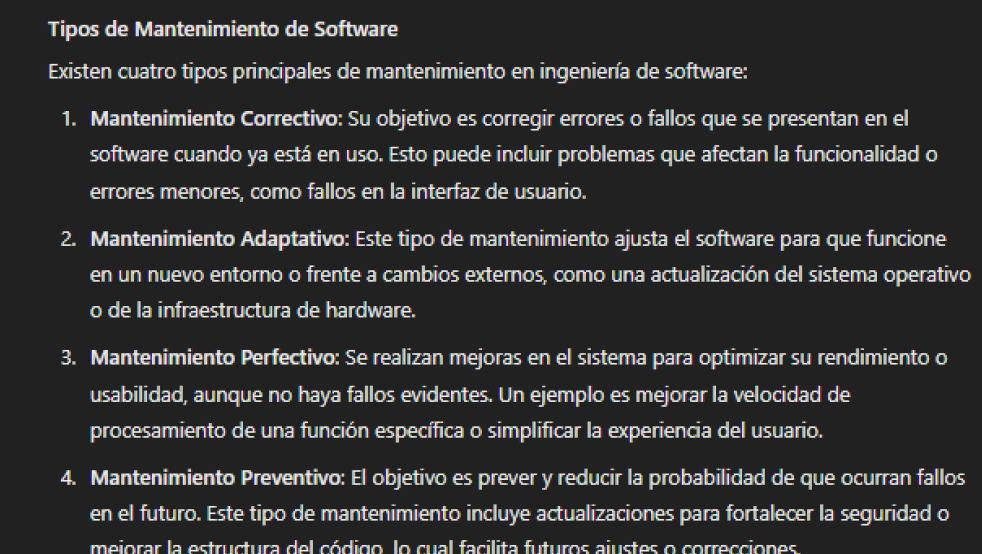 Tipos de Mantenimiento de Software
Existen cuatro tipos principales de mantenimiento en ingeniería de software:
1. Mantenimiento Correctivo: Su objetivo es corregir errores o fallos que se presentan en el
software cuando ya está en uso. Esto puede incluir problemas que afectan la funcionalidad o
errores menores, como fallos en la interfaz de usuario.
2. Mantenimiento Adaptativo: Este tipo de mantenimiento ajusta el software para que funcione
en un nuevo entorno o frente a cambios externos, como una actualización del sistema operativo
o de la infraestructura de hardware.
3. Mantenimiento Perfectivo: Se realizan mejoras en el sistema para optimizar su rendimiento o
usabilidad, aunque no haya fallos evidentes. Un ejemplo es mejorar la velocidad de
procesamiento de una función específica o simplificar la experiencia del usuario.
4. Mantenimiento Preventivo: El objetivo es prever y reducir la probabilidad de que ocurran fallos
en el futuro. Este tipo de mantenimiento incluye actualizaciones para fortalecer la seguridad o
mejorar la estructura del código, lo cual facilita futuros ajustes o correcciones.